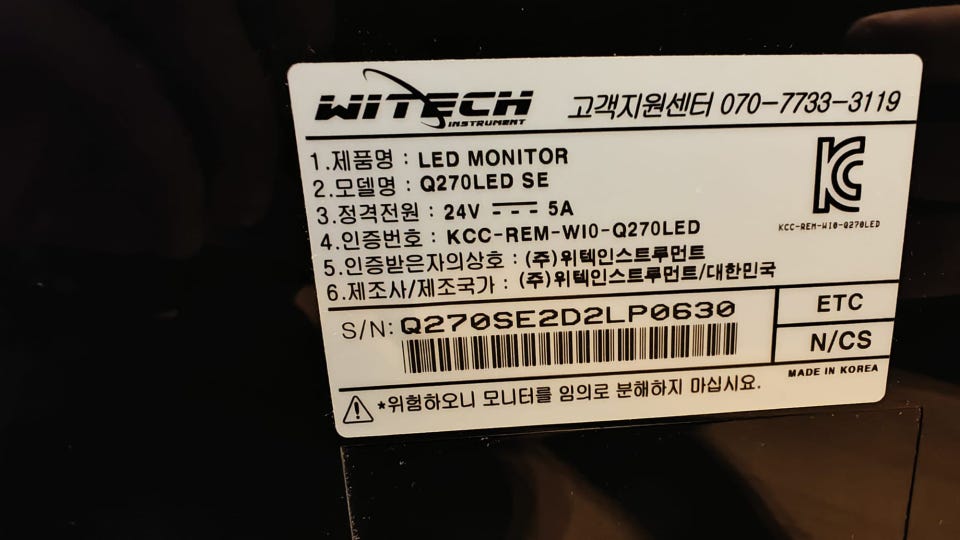 WITECH INSTRUMENT 고객지원센터 070-7733-3119
1.제품명 : LED MONITOR
2.모델명 : Q270LED SE
3.정격전원 : 24V ⎓ 5A
4.인증번호 : KCC-REM-WI0-Q270LED
5.인증받은자의상호 : (주)위텍인스트루먼트
6.제조사/제조국가 : (주)위텍인스트루먼트/대한민국
KCC-REM-WI0-Q270LED
S/N: Q270SE2D2LP0630
ETC
N/CS
MADE IN KOREA
*위험하오니 모니터를 임의로 분해하지 마십시요.